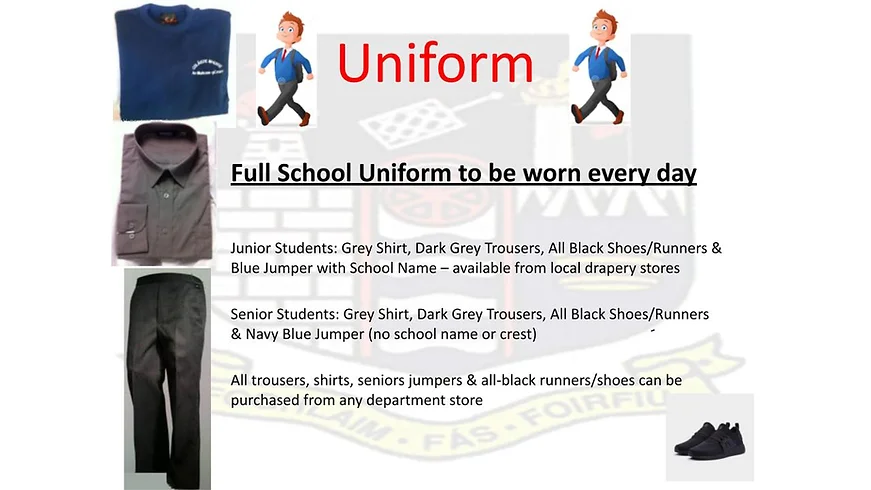 Uniform
Full School Uniform to be worn every day
Junior Students: Grey Shirt, Dark Grey Trousers, All Black Shoes/Runners &
Blue Jumper with School Name – available from local drapery stores
Senior Students: Grey Shirt, Dark Grey Trousers, All Black Shoes/Runners
& Navy Blue Jumper (no school name or crest)
All trousers, shirts, seniors jumpers & all-black runners/shoes can be
purchased from any department store
FÁS · FOIRFIU